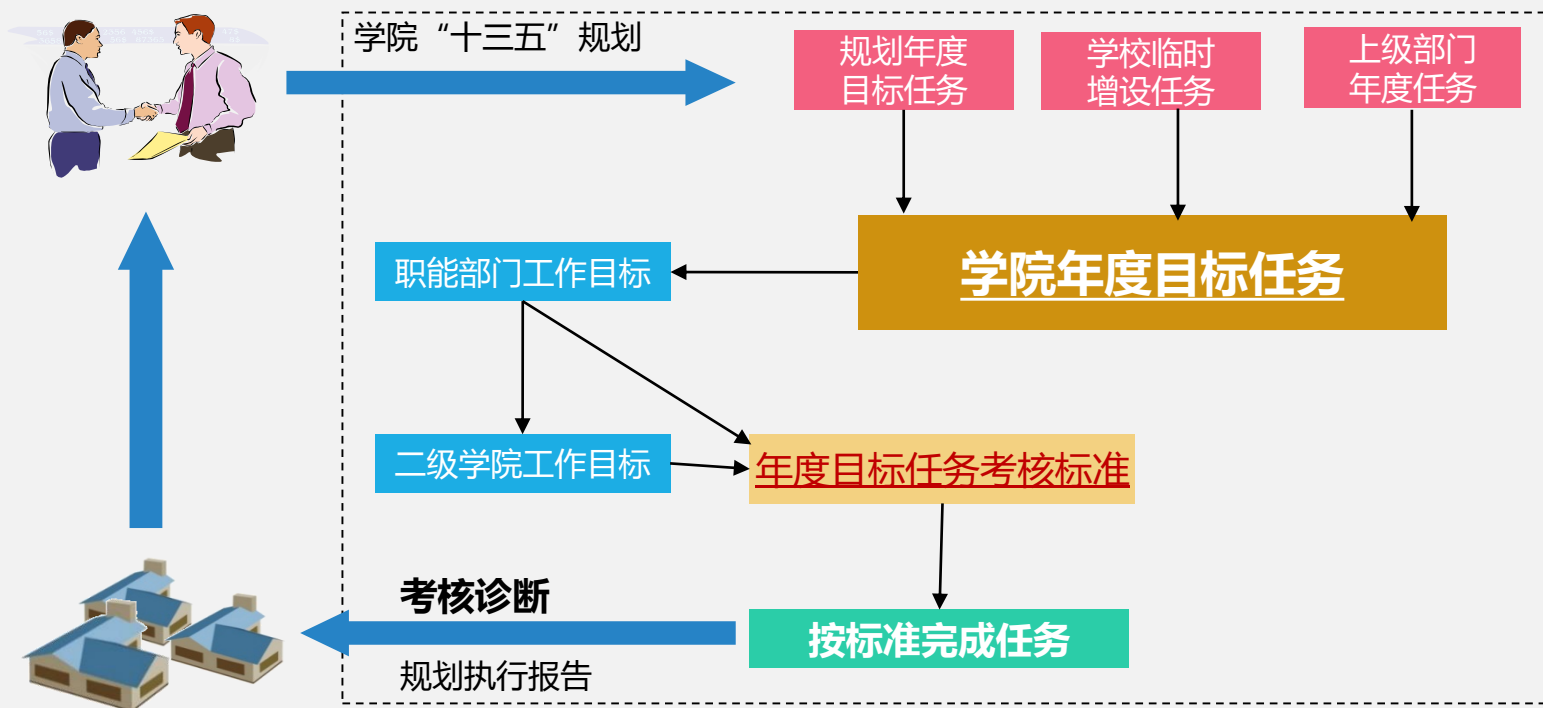 学院“十三五”规划
规划年度
目标任务
学校临时
增设任务
上级部门
年度任务
学院年度目标任务
职能部门工作目标
二级学院工作目标
年度目标任务考核标准
考核诊断
按标准完成任务
规划执行报告